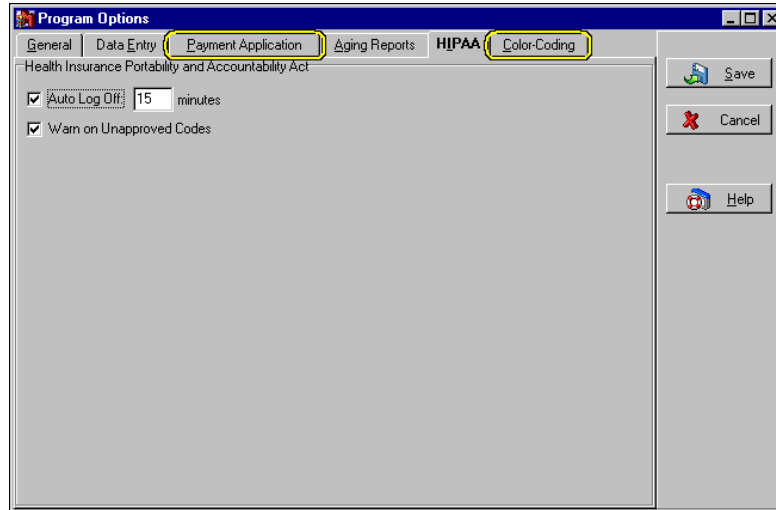 Program Options
General Data Entry Payment Application Aging Reports HIPAA Color-Coding
Health Insurance Portability and Accountability Act
Auto Log Off: 15 minutes
Warn on Unapproved Codes
Save
Cancel
Help